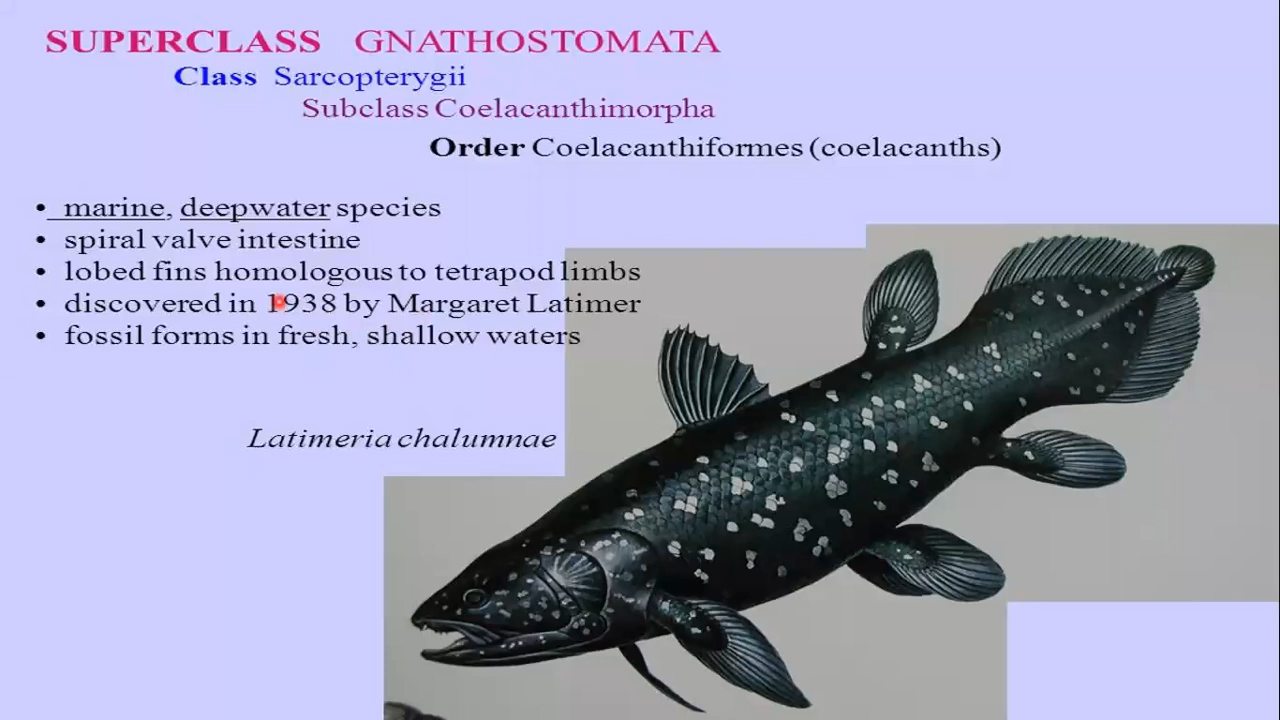 SUPERCLASS GNATHOSTOMATA
Class Sarcopterygii
Subclass Coelacanthimorpha
Order Coelacanthiformes (coelacanths)
• marine, deepwater species
• spiral valve intestine
• lobed fins homologous to tetrapod limbs
• discovered in 1938 by Margaret Latimer
• fossil forms in fresh, shallow waters
Latimeria chalumnae